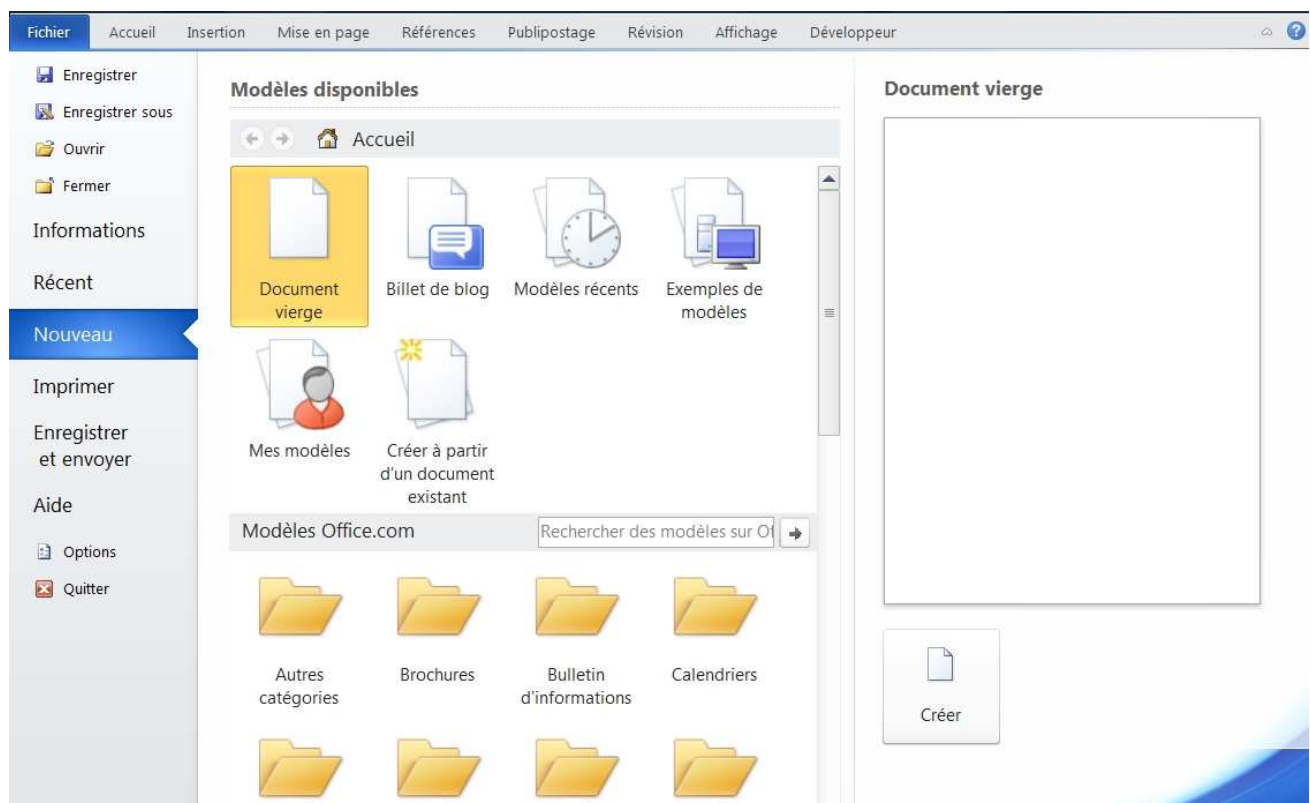 Fichier Accueil Insertion Mise en page Références Publipostage Révision Affichage Développeur
Enregistrer
Enregistrer sous
Ouvrir
Fermer
Informations
Récent
Nouveau
Imprimer
Enregistrer
et envoyer
Aide
Options
Quitter
Modèles disponibles
Accueil
Document
vierge
Billet de blog
Modèles récents
Exemples de
modèles
Mes modèles
Créer à partir
d'un document
existant
Modèles Office.com
Rechercher des modèles sur Of
Autres
catégories
Brochures
Bulletin
d'informations
Calendriers
Document vierge
Créer